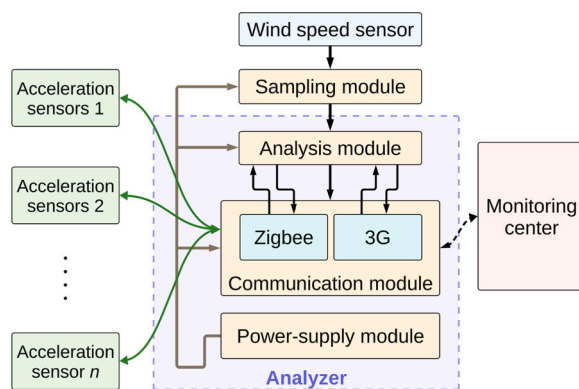 Wind speed sensor
Sampling module
Acceleration
sensors 1
Analysis module
Acceleration
sensors 2
Zigbee
3G
Communication module
Monitoring
center
Power-supply module
Acceleration
sensor n
Analyzer